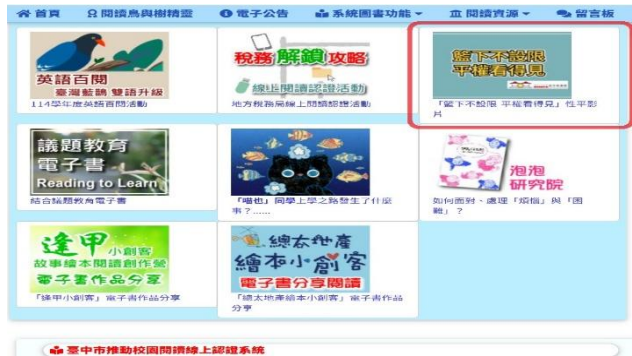 首頁 閱讀鳥與樹精靈 電子公告 系統圖書功能 閱讀資源 留言板
英語百閱
臺灣藍鵲 雙語升級
114學年度英語百閱活動
稅務解鎖攻略
線上閱讀認證活動
地方稅務局線上閱讀認證活動
籃下不設限
平權看得見
「籃下不設限 平權看得見」性平影
片
議題教育
電子書
Reading to Learn
結合議題教育電子書
「喵也」同學上學之路發生了什麼
事？......
泡泡
研究院
如何面對、處理「煩惱」與「困
難」？
逢甲小創客
故事繪本閱讀創作營
電子書作品分享
「逢甲小創客」電子書作品分享
總太地產
繪本小創客
電子書分享閱讀
「總太地產繪本小創客」電子書作品
分享
臺中市推動校園閱讀線上認證系統